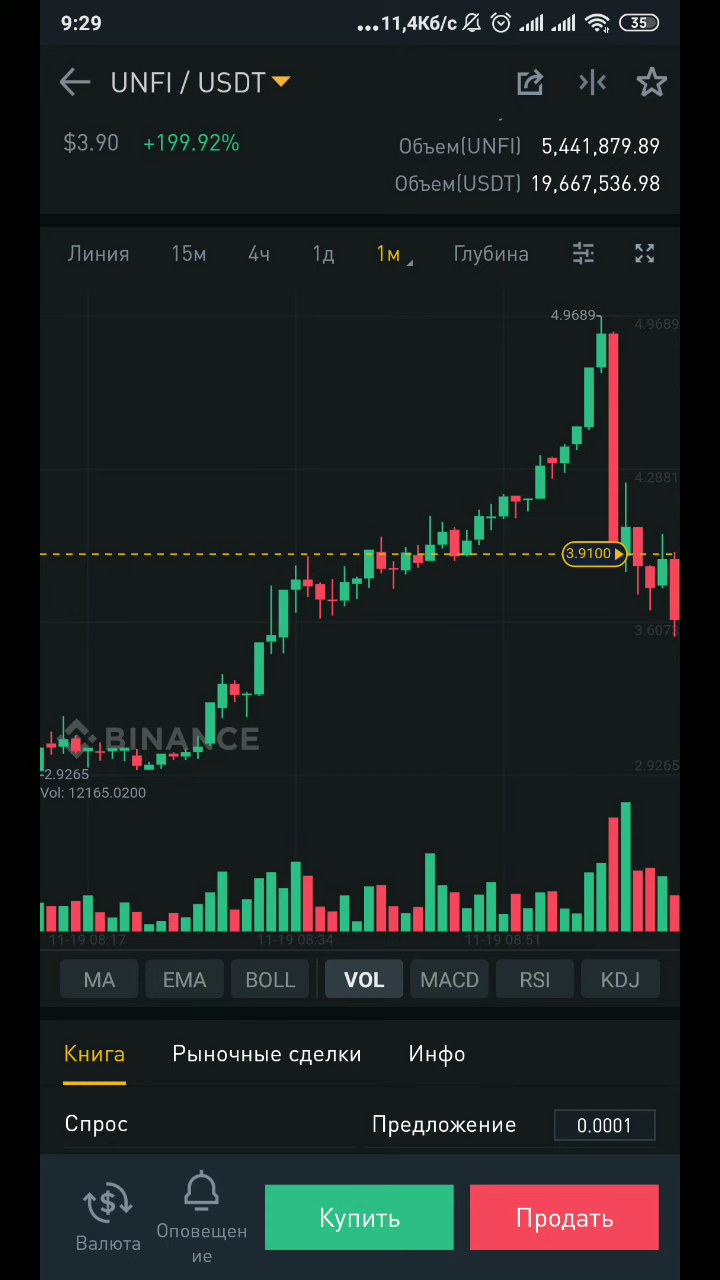 9:29
...11,4Кб/с
35
UNFI / USDT
$3.90 +199.92%
Объем(UNFI) 5,441,879.89
Объем(USDT) 19,667,536.98
Линия 15м 4ч 1д 1м Глубина
4.9689
4.9689
4.2881
3.9100
BINANCE
2.9265
2.9265
Vol: 12165.0200
11-19 08:17 11-19 08:34 11-19 08:51
MA EMA BOLL VOL MACD RSI KDJ
Книга Рыночные сделки Инфо
Спрос Предложение 0.0001
Валюта
Оповещен
ие
Купить
Продать